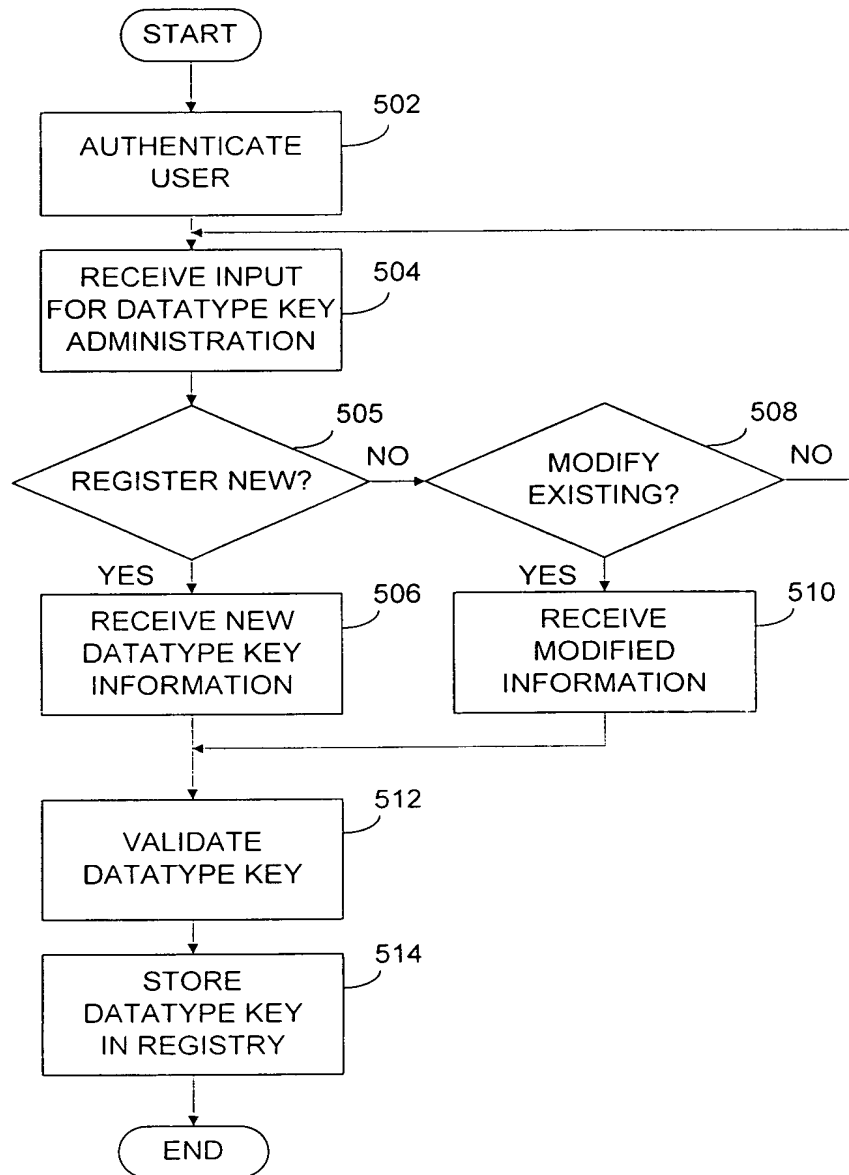 START
502
AUTHENTICATE
USER
504
RECEIVE INPUT
FOR DATATYPE KEY
ADMINISTRATION
505
REGISTER NEW?
NO
508
MODIFY
EXISTING?
NO
YES
506
RECEIVE NEW
DATATYPE KEY
INFORMATION
YES
510
RECEIVE
MODIFIED
INFORMATION
512
VALIDATE
DATATYPE KEY
514
STORE
DATATYPE KEY
IN REGISTRY
END